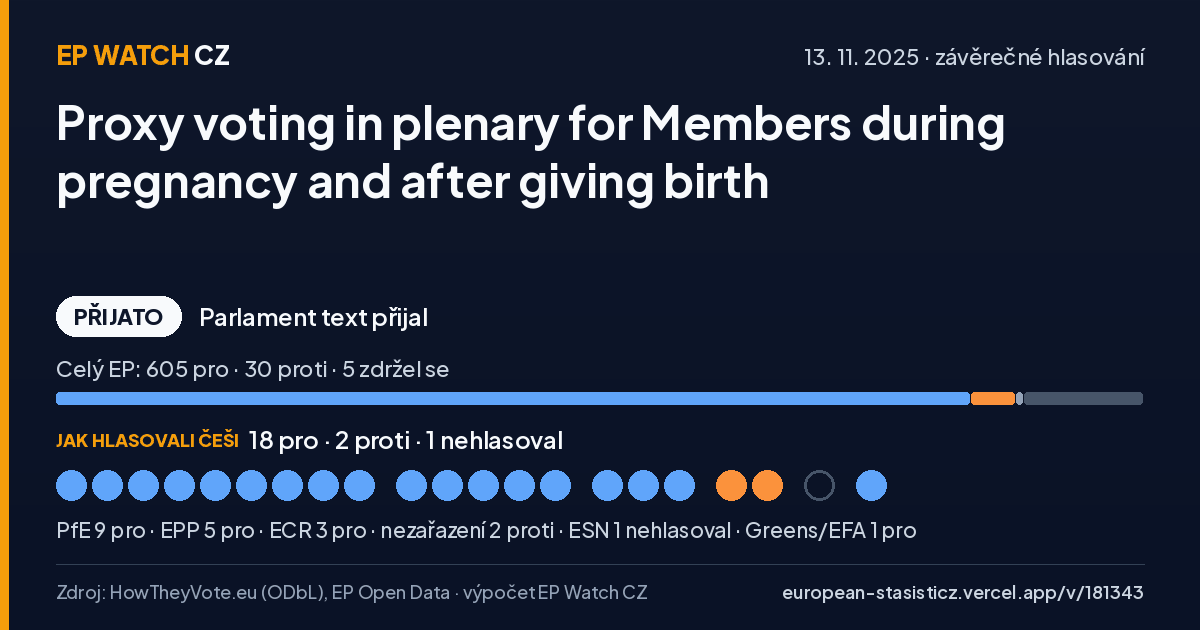 EP WATCH CZ
13. 11. 2025 · závěrečné hlasování
Proxy voting in plenary for Members during
pregnancy and after giving birth
PŘIJATO Parlament text přijal
Celý EP: 605 pro · 30 proti · 5 zdržel se
JAK HLASOVALI ČEŠI 18 pro · 2 proti · 1 nehlasoval
PfE 9 pro · EPP 5 pro · ECR 3 pro · nezařazení 2 proti · ESN 1 nehlasoval · Greens/EFA 1 pro
Zdroj: HowTheyVote.eu (ODbL), EP Open Data · výpočet EP Watch CZ
european-stasisticz.vercel.app/v/181343